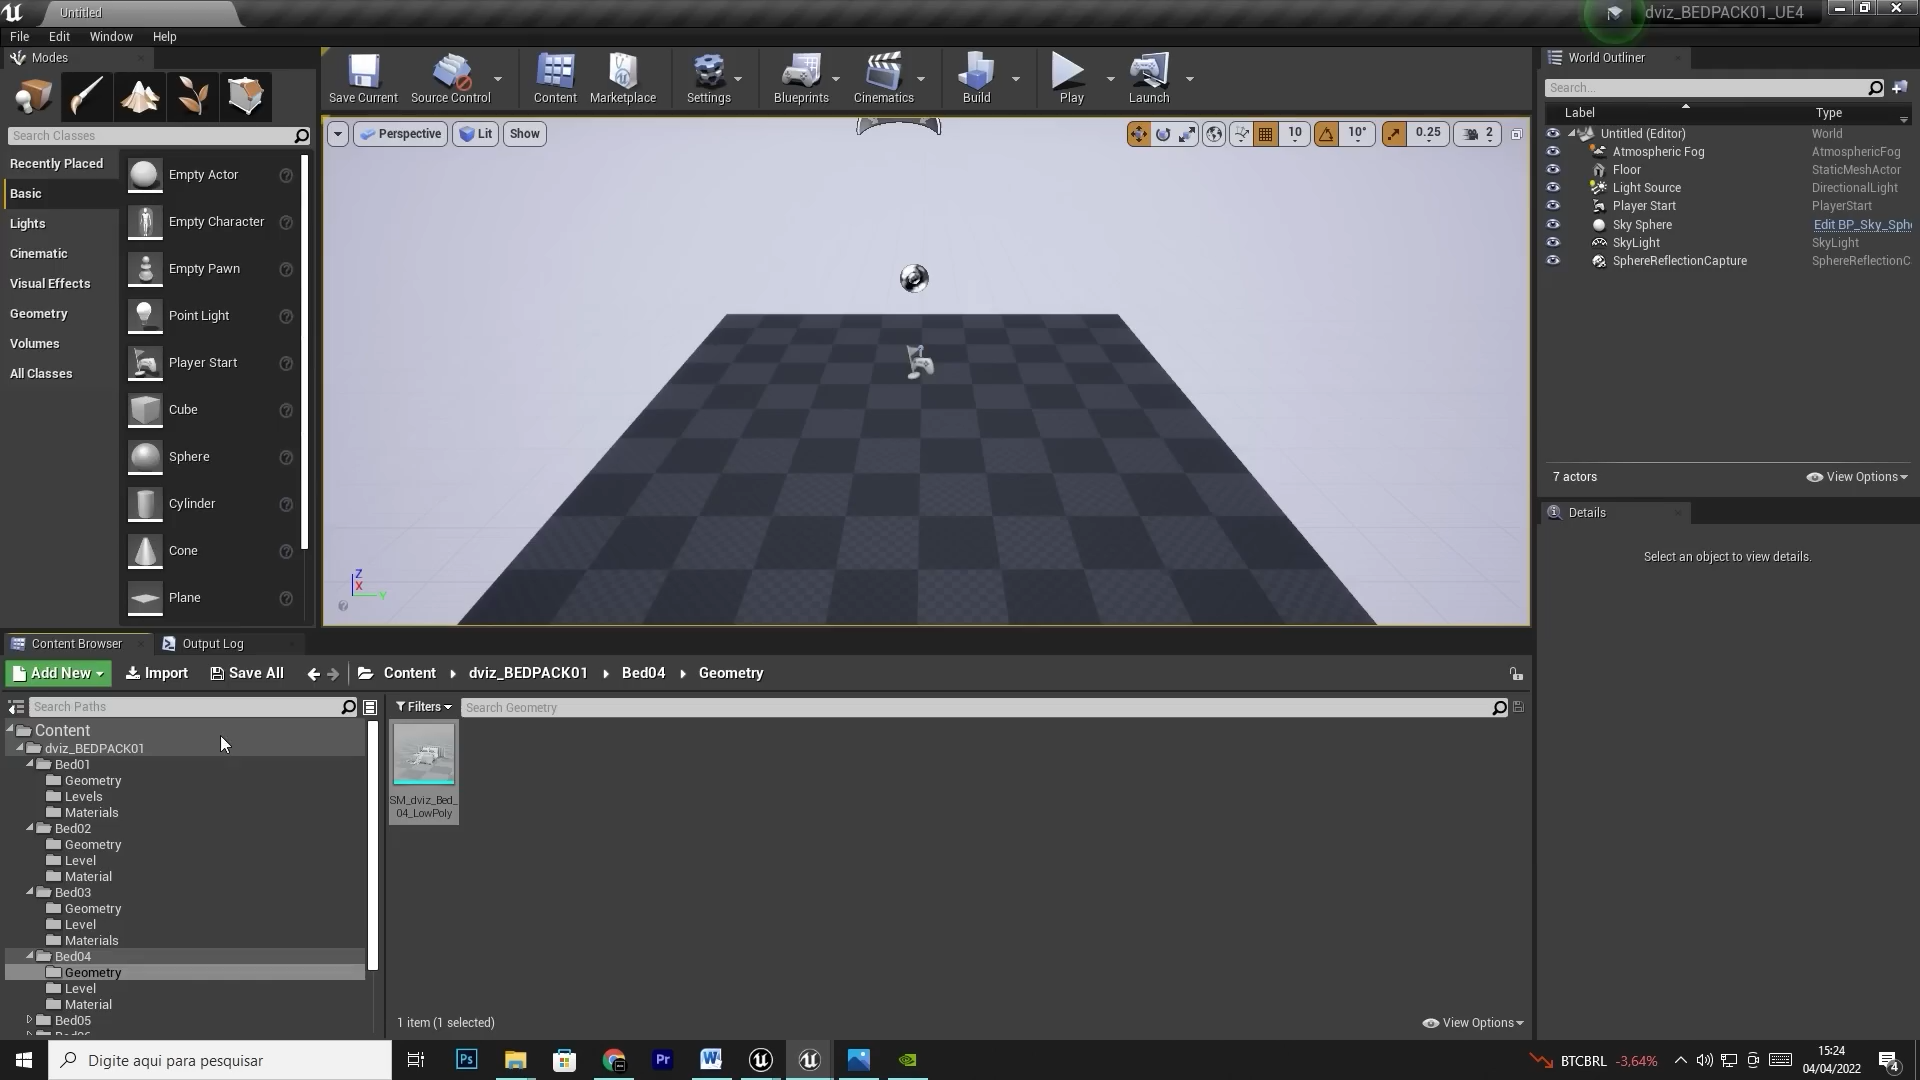 Untitled
dviz_BEDPACK01_UE4
File Edit Window Help
Modes
Search Classes
Recently Placed
Basic
Lights
Cinematic
Visual Effects
Geometry
Volumes
All Classes
Empty Actor
Empty Character
Empty Pawn
Point Light
Player Start
Cube
Sphere
Cylinder
Cone
Plane
Save Current
Source Control
Content
Marketplace
Settings
Blueprints
Cinematics
Build
Play
Launch
Perspective
Lit
Show
10
10°
0.25
2
Z
X
Y
World Outliner
Search...
Label Type
Untitled (Editor) World
Atmospheric Fog AtmosphericFog
Floor StaticMeshActor
Light Source DirectionalLight
Player Start PlayerStart
Sky Sphere Edit BP_Sky_Sph
SkyLight SkyLight
SphereReflectionCapture SphereReflectionC
7 actors
View Options
Details
Select an object to view details.
Content Browser
Output Log
Add New
Import
Save All
Content
dviz_BEDPACK01
Bed04
Geometry
Search Paths
Filters
Search Geometry
Content
dviz_BEDPACK01
Bed01
Geometry
Levels
Materials
Bed02
Geometry
Level
Material
Bed03
Geometry
Level
Materials
Bed04
Geometry
Level
Material
Bed05
SM_dviz_Bed_
04_LowPoly
1 item (1 selected)
View Options
Digite aqui para pesquisar
Ps
Pr
W
BTCBRL -3,64%
15:24
04/04/2022
4